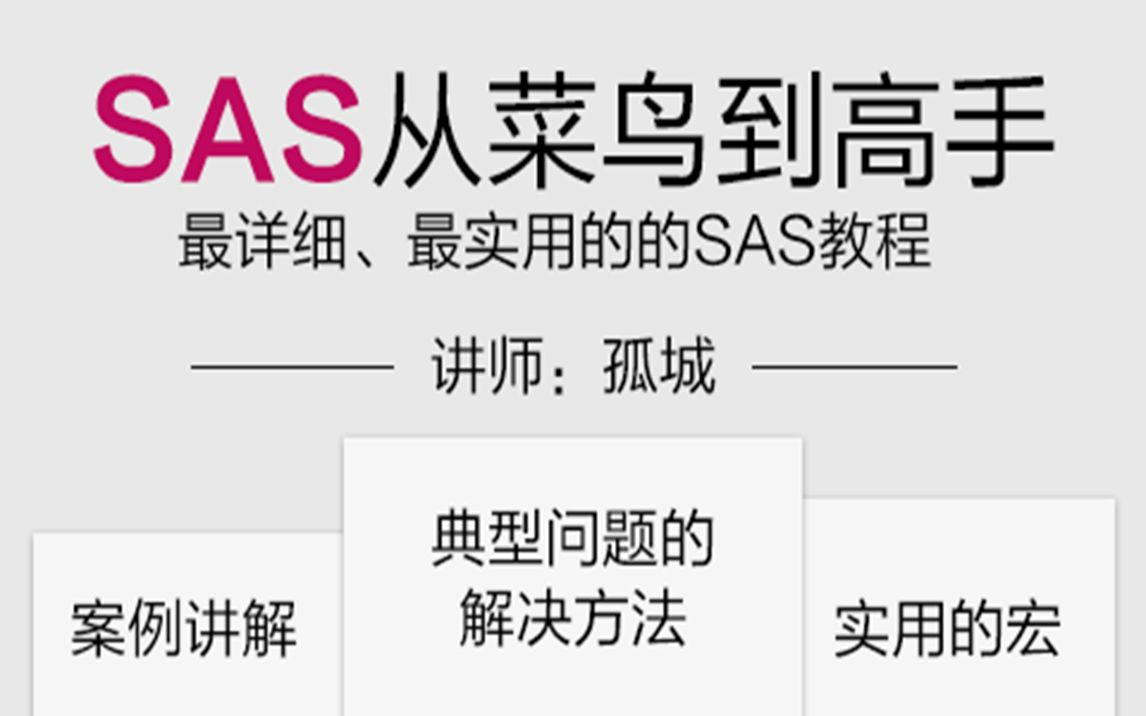 SAS从菜鸟到高手
最详细、最实用的的SAS教程
讲师：孤城
典型问题的
解决方法
案例讲解
实用的宏